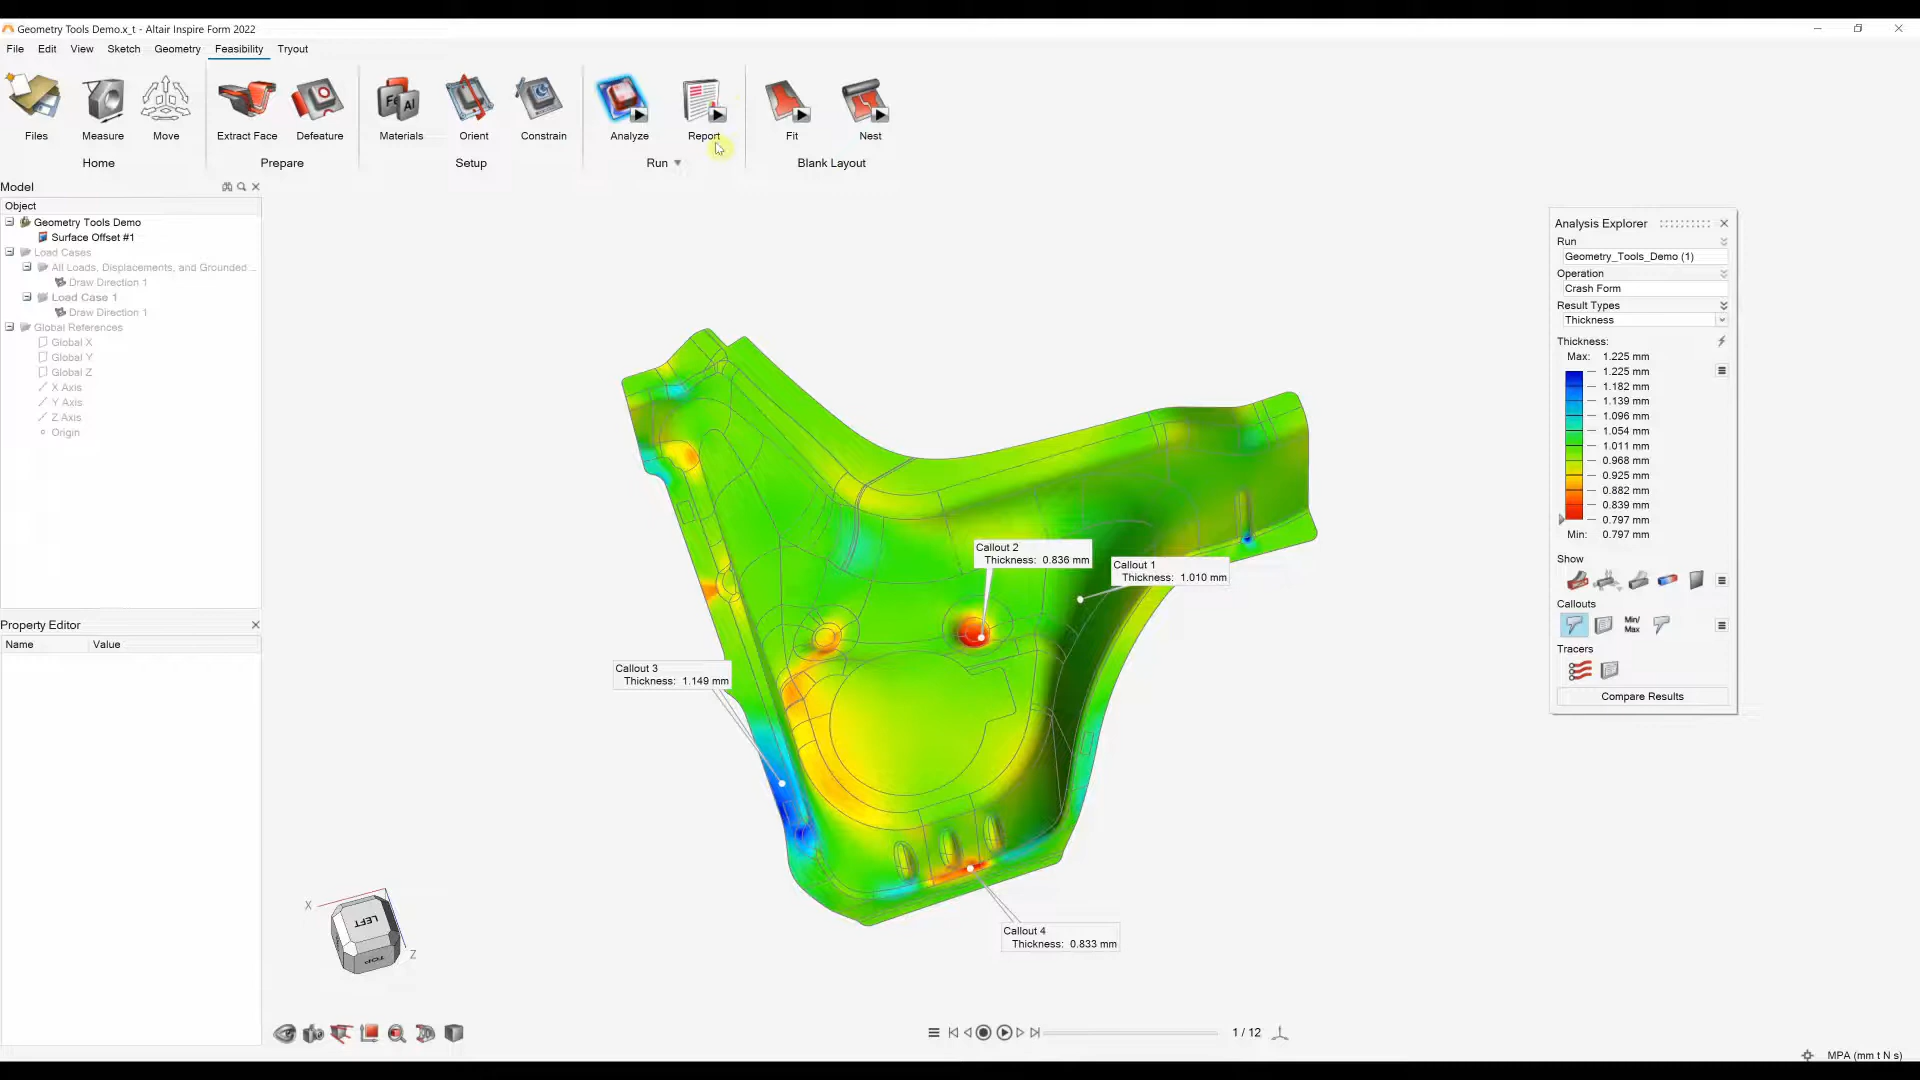 Geometry Tools Demo.x_t - Altair Inspire Form 2022
File Edit View Sketch Geometry Feasibility Tryout
Files Measure Move Extract Face Defeature Materials Orient Constrain Analyze Report Fit Nest
Home Prepare Setup Run Blank Layout
Model
Object
Geometry Tools Demo
Surface Offset #1
Load Cases
All Loads, Displacements, and Grounded ...
Draw Direction 1
Load Case 1
Draw Direction 1
Global References
Global X
Global Y
Global Z
X Axis
Y Axis
Z Axis
Origin
Property Editor
Name Value
Callout 2
Thickness: 0.836 mm
Callout 1
Thickness: 1.010 mm
Callout 3
Thickness: 1.149 mm
Callout 4
Thickness: 0.833 mm
X
LEFT
Z
TOP
1 / 12
Analysis Explorer
Run
Geometry_Tools_Demo (1)
Operation
Crash Form
Result Types
Thickness
Thickness:
Max: 1.225 mm
1.225 mm
1.182 mm
1.139 mm
1.096 mm
1.054 mm
1.011 mm
0.968 mm
0.925 mm
0.882 mm
0.839 mm
0.797 mm
Min: 0.797 mm
Show
Callouts
Min/
Max
Tracers
Compare Results
MPA (mm t N s)